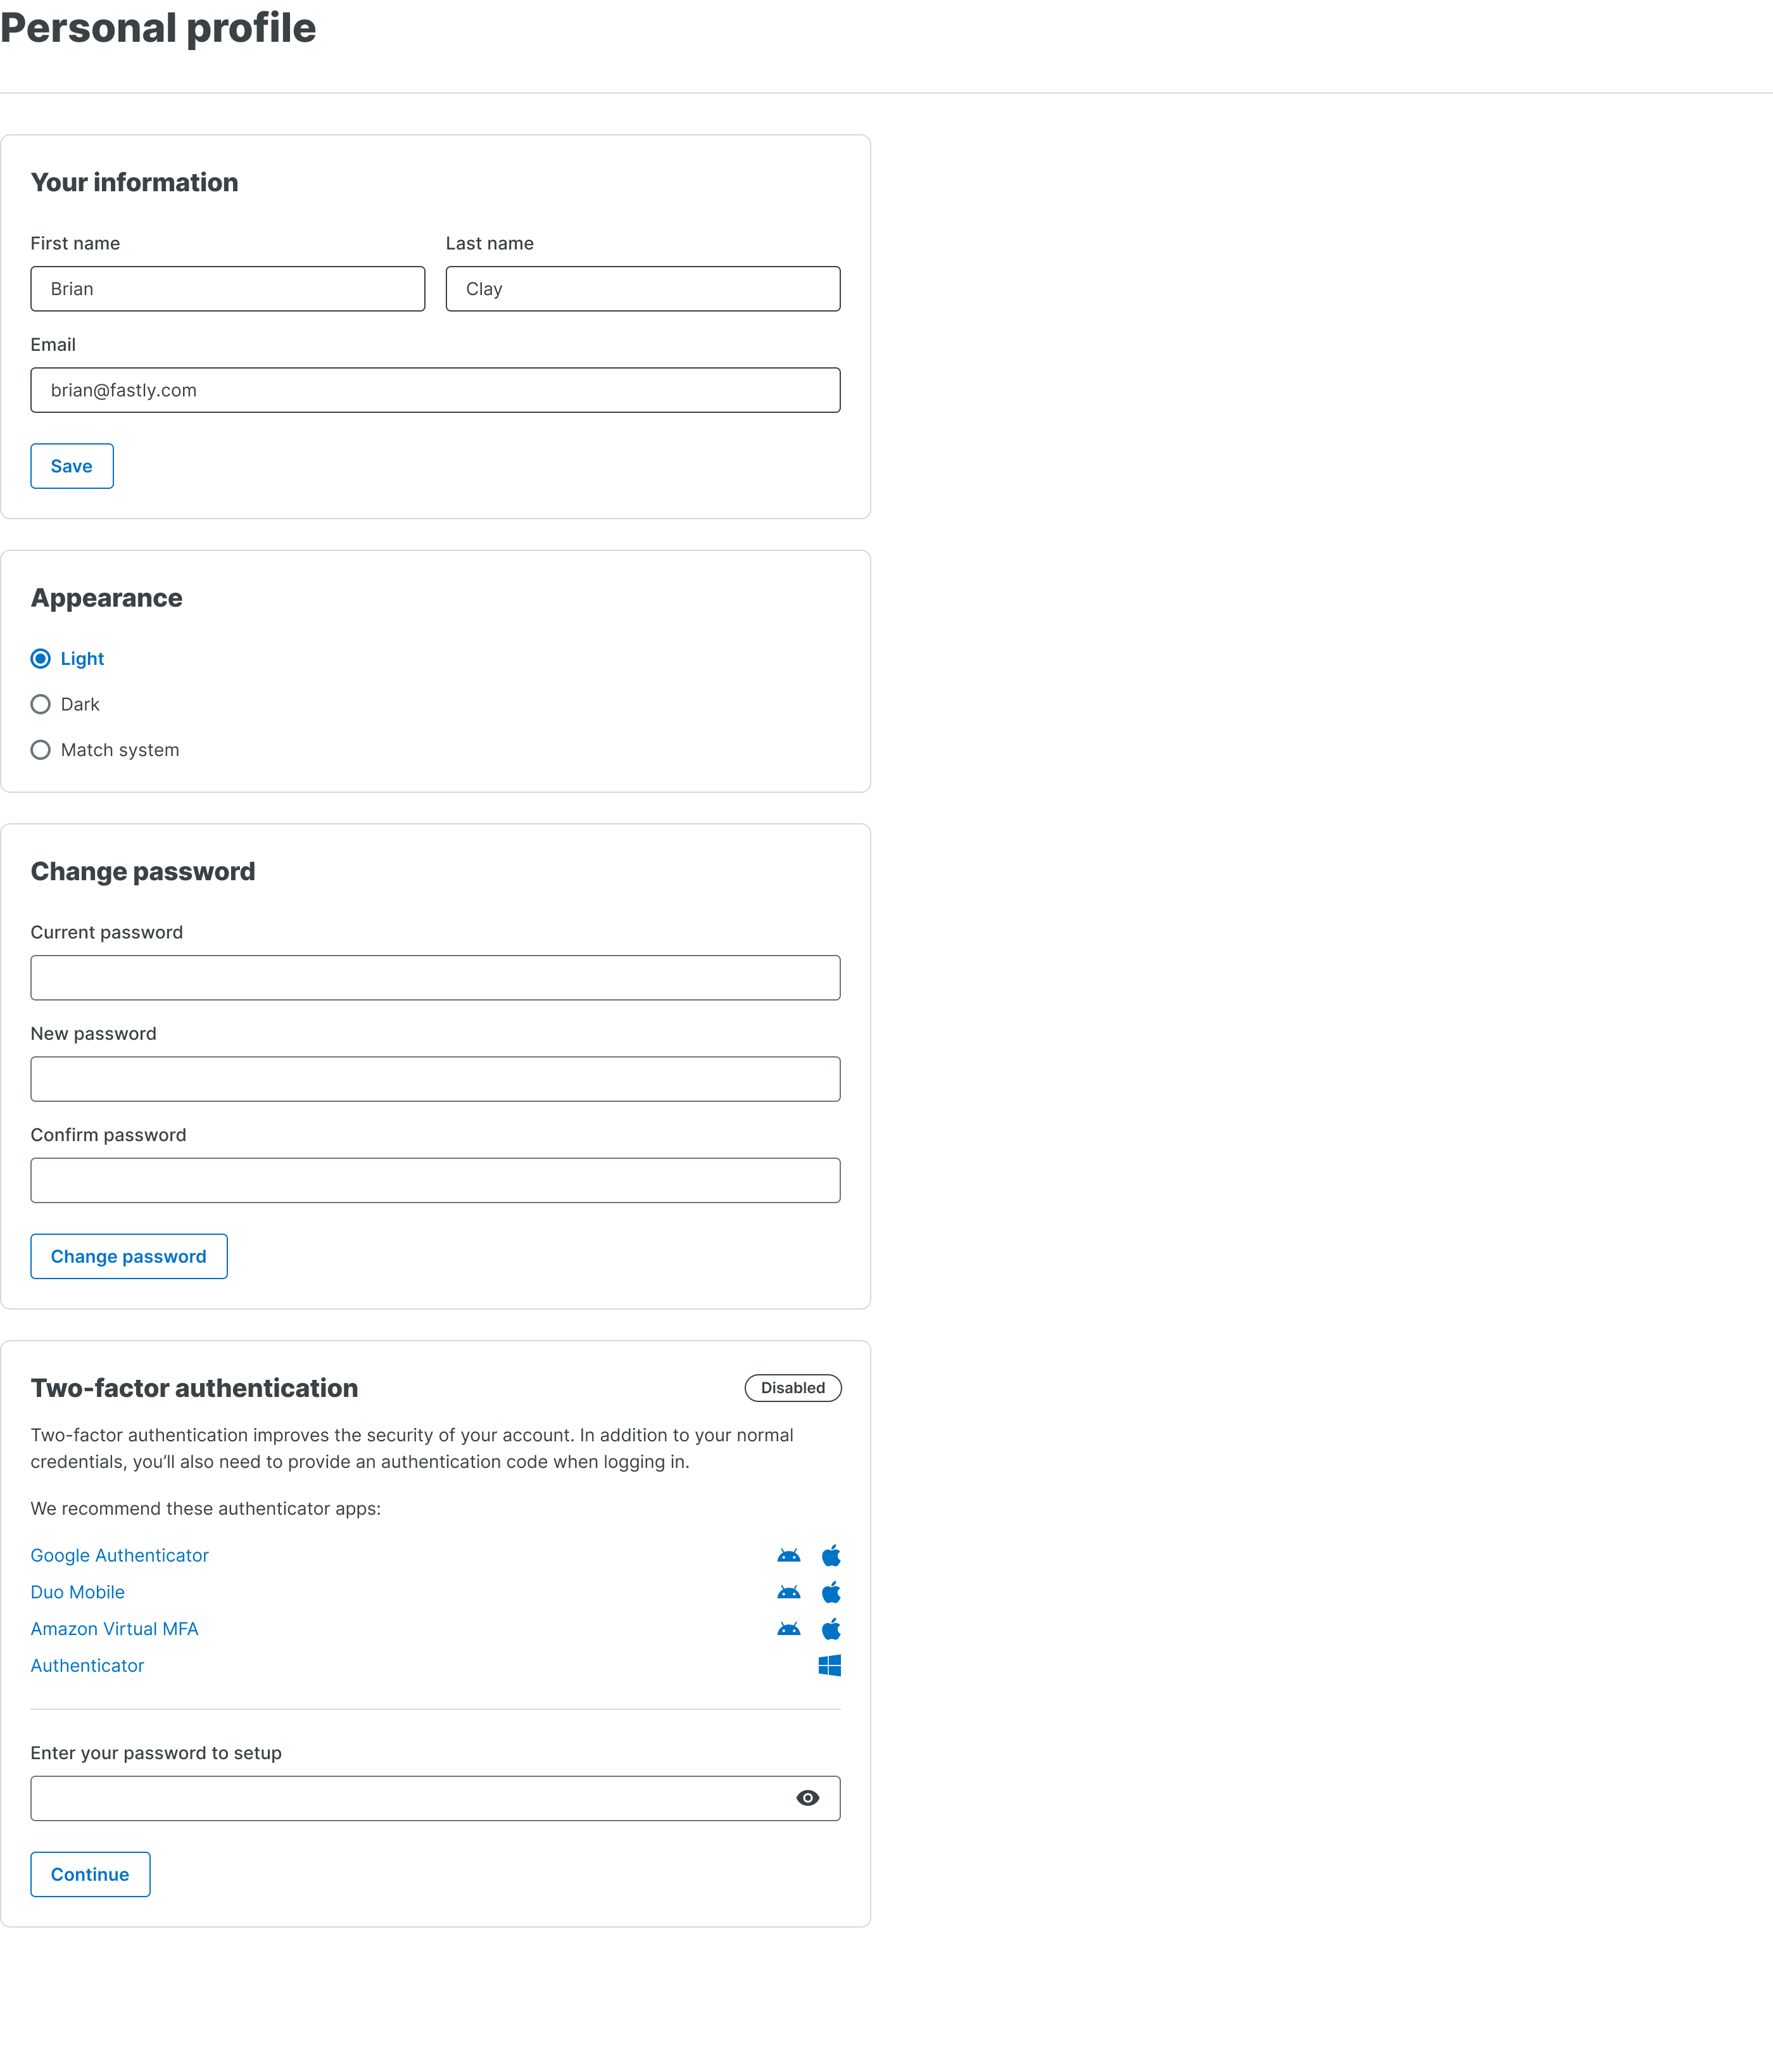 Personal profile
Your information
First name
Last name
Brian
Clay
Email
brian@fastly.com
Save
Appearance
Light
Dark
Match system
Change password
Current password
New password
Confirm password
Change password
Two-factor authentication
Disabled
Two-factor authentication improves the security of your account. In addition to your normal
credentials, you’ll also need to provide an authentication code when logging in.
We recommend these authenticator apps:
Google Authenticator
Duo Mobile
Amazon Virtual MFA
Authenticator
Enter your password to setup
Continue